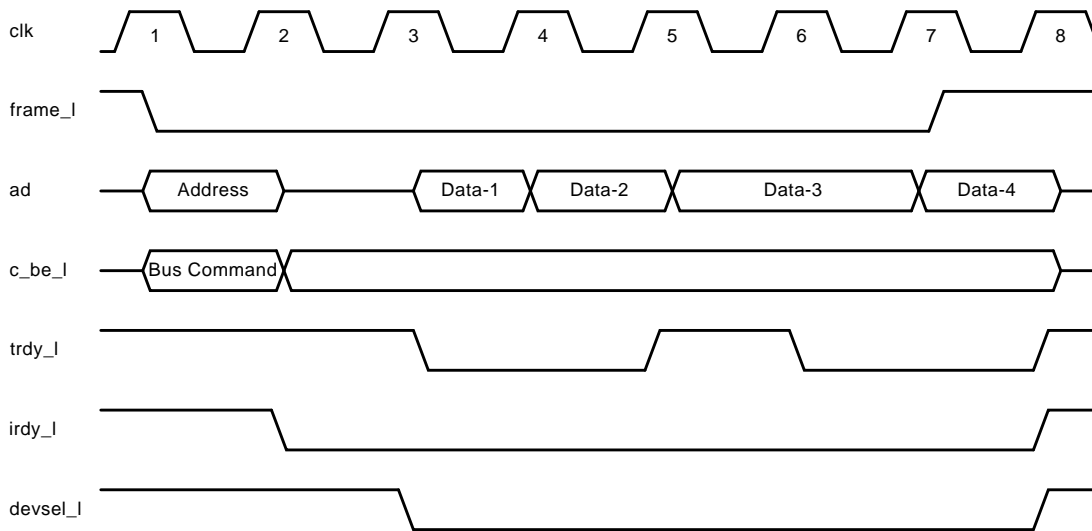 clk 1 2 3 4 5 6 7 8
frame_l
ad Address Data-1 Data-2 Data-3 Data-4
c_be_l Bus Command
trdy_l
irdy_l
devsel_l